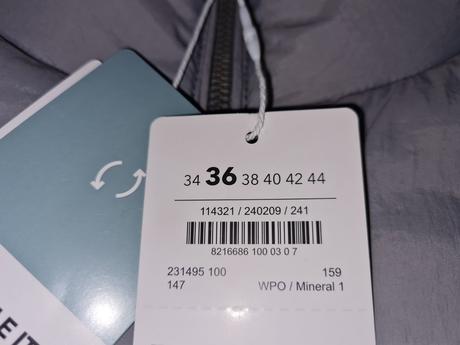 34 36 38 40 42 44
114321 / 240209 / 241
8216686 100 03 0 7
231495 100 159
147 WPO / Mineral 1
E IT